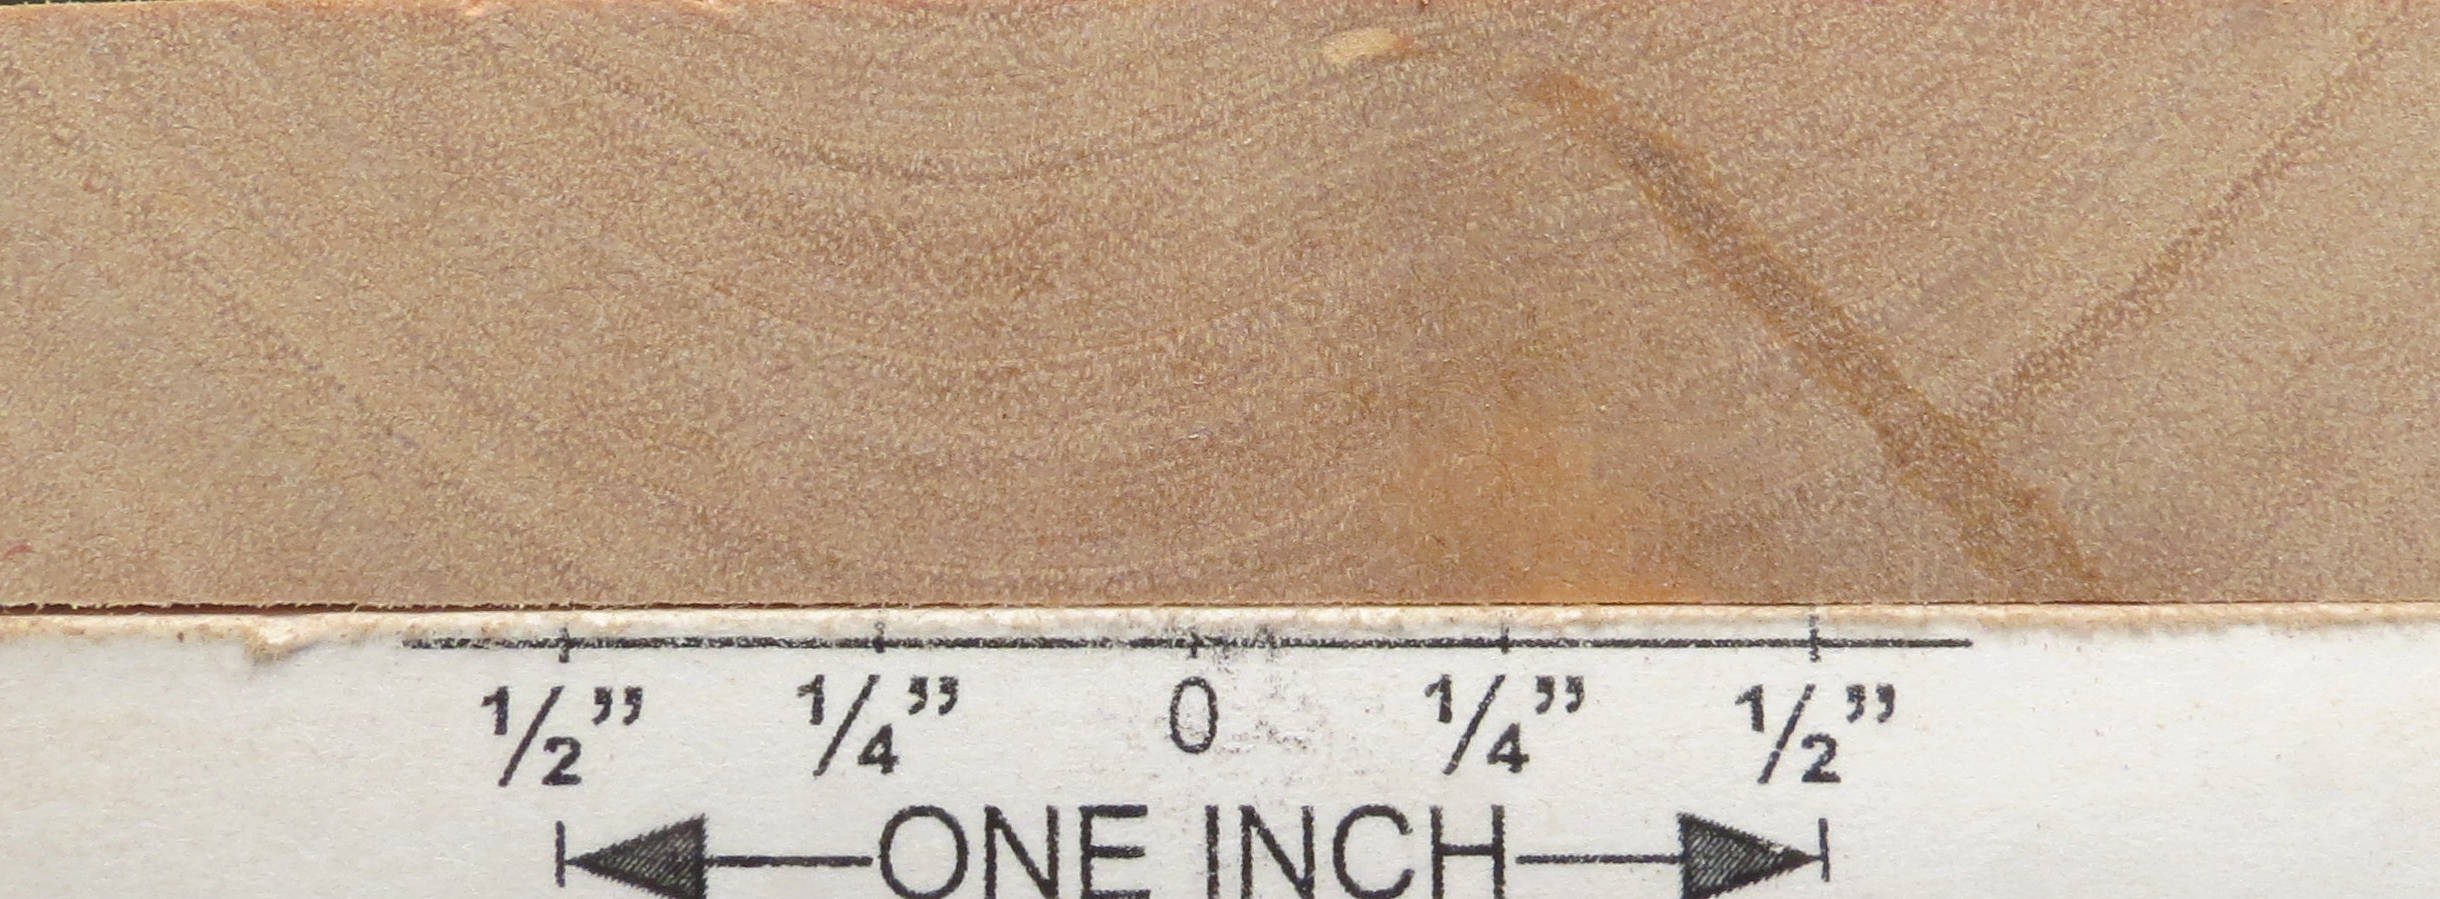 ½” ¼” 0 ¼” ½”
ONE INCH